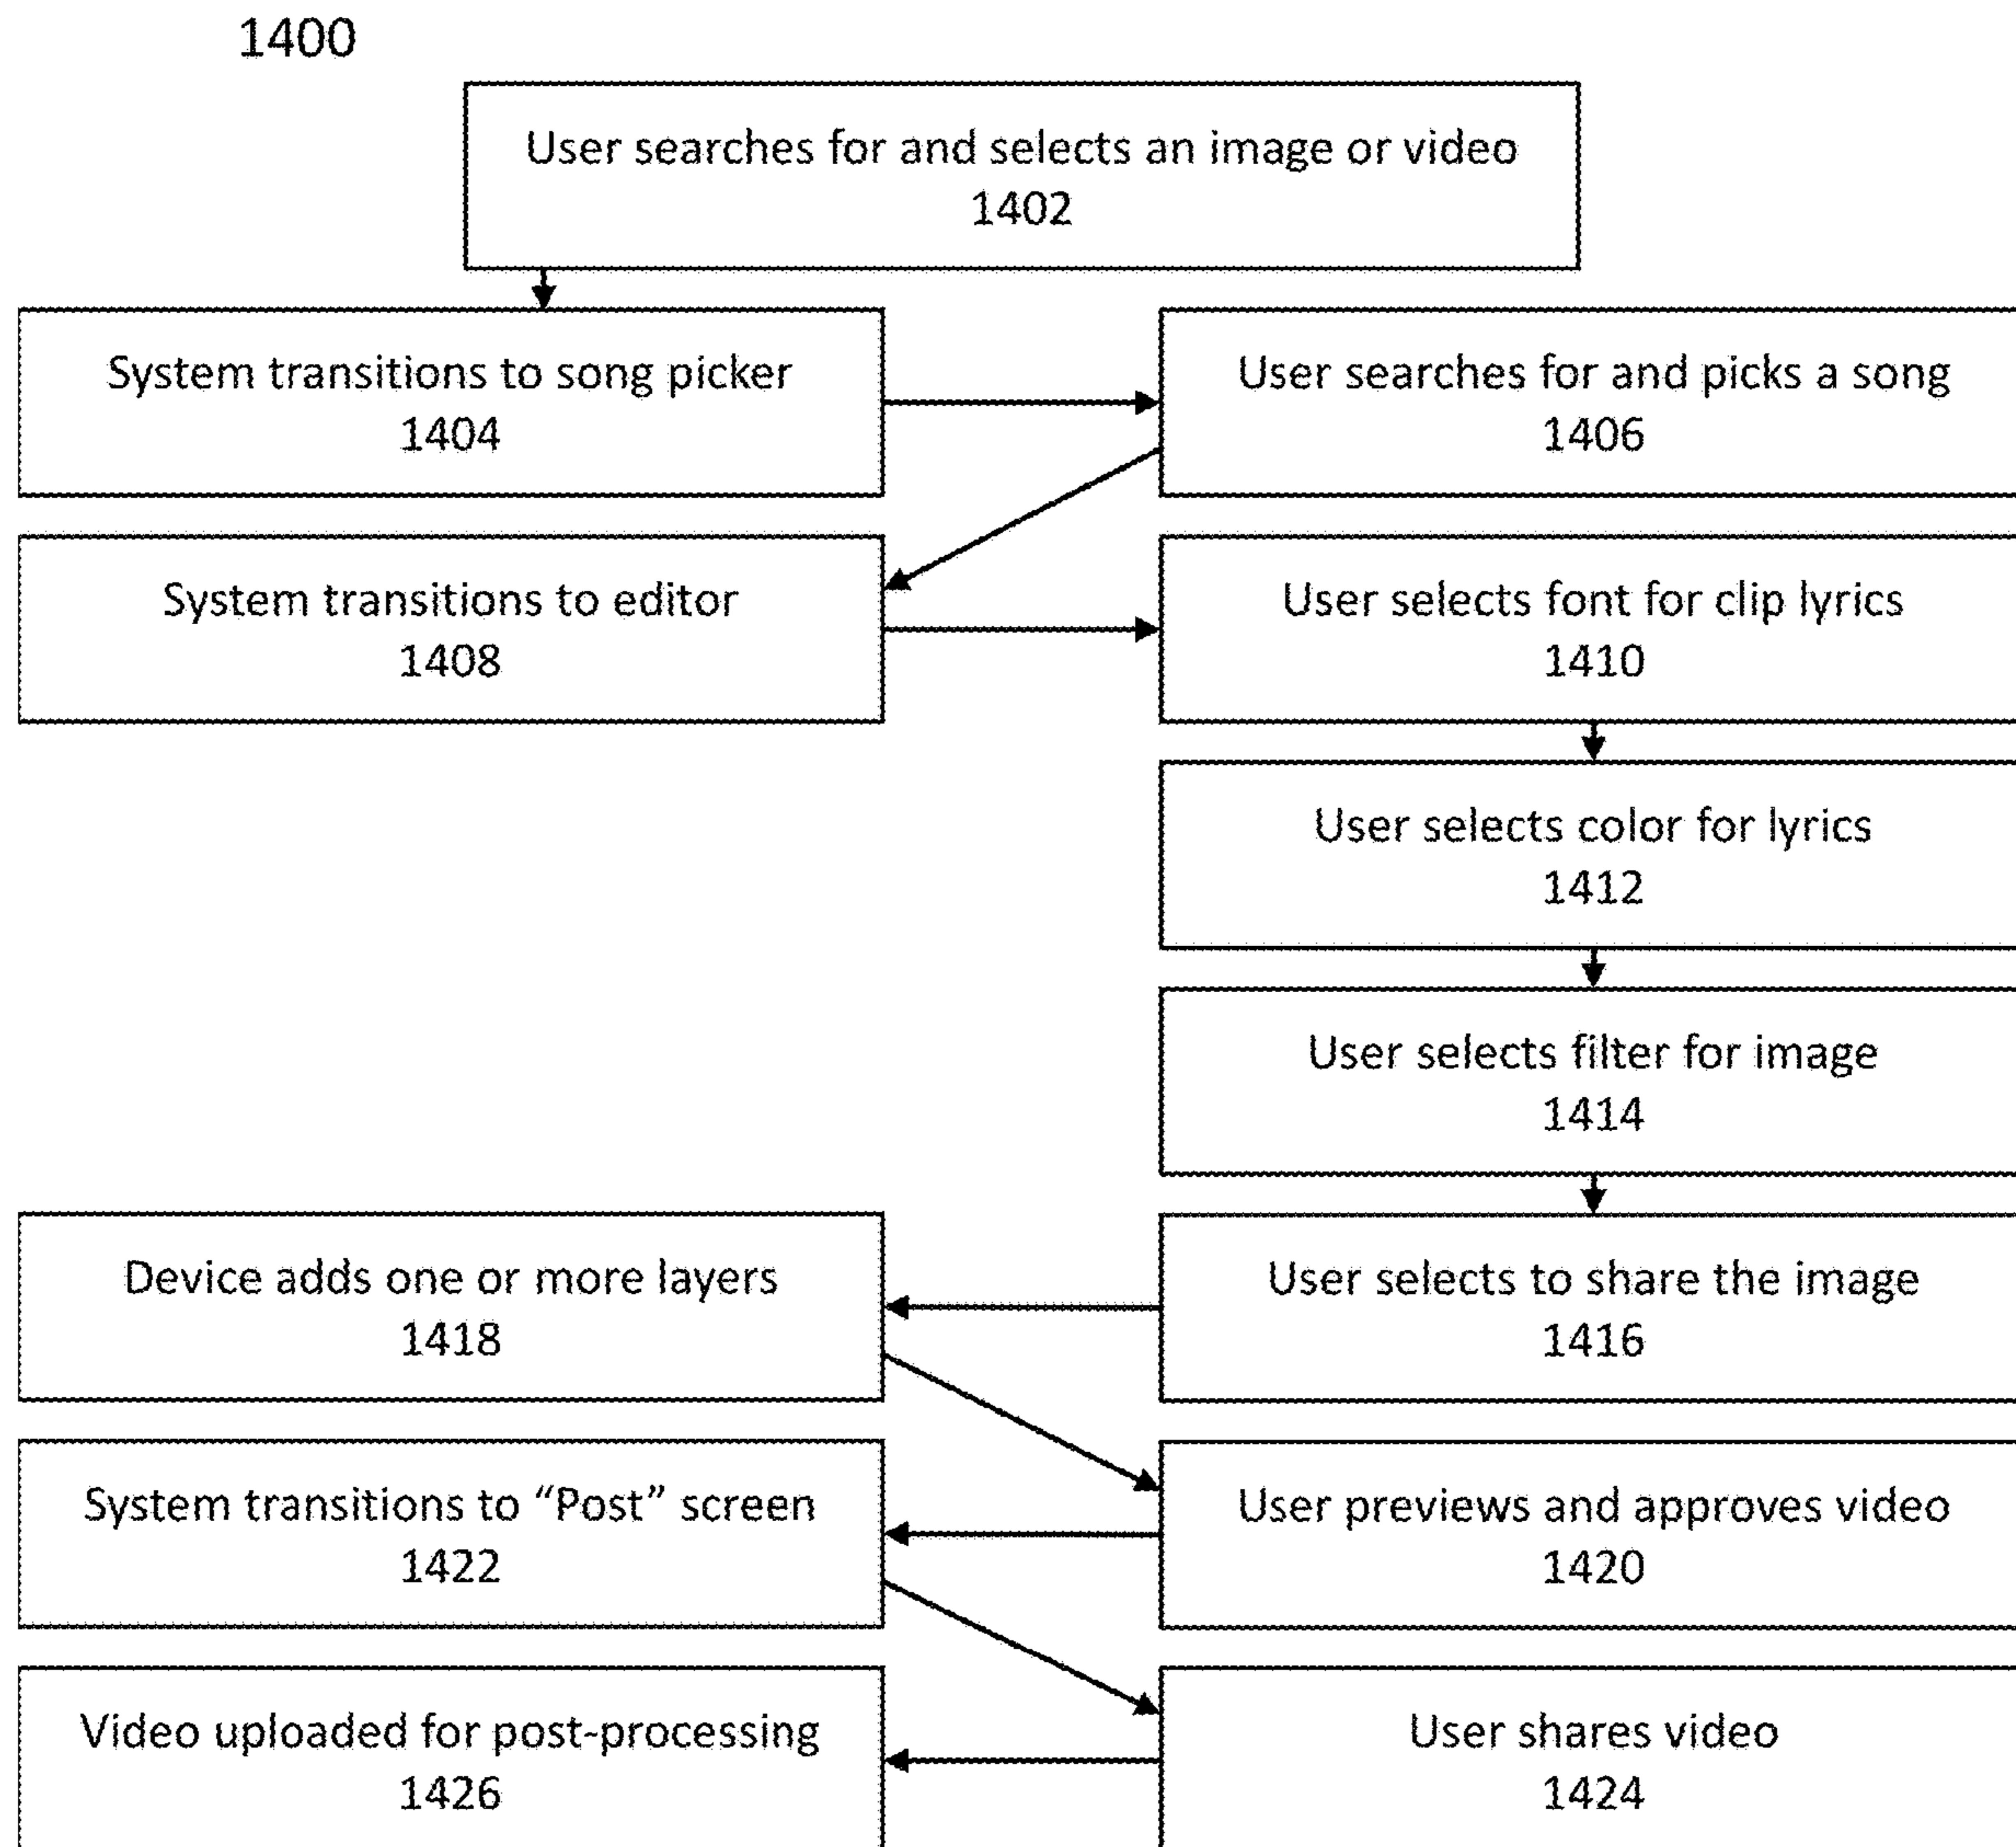 1400
User searches for and selects an image or video
1402
System transitions to song picker
1404
User searches for and picks a song
1406
System transitions to editor
1408
User selects font for clip lyrics
1410
User selects color for lyrics
1412
User selects filter for image
1414
User selects to share the image
1416
Device adds one or more layers
1418
User previews and approves video
1420
System transitions to “Post” screen
1422
User shares video
1424
Video uploaded for post-processing
1426